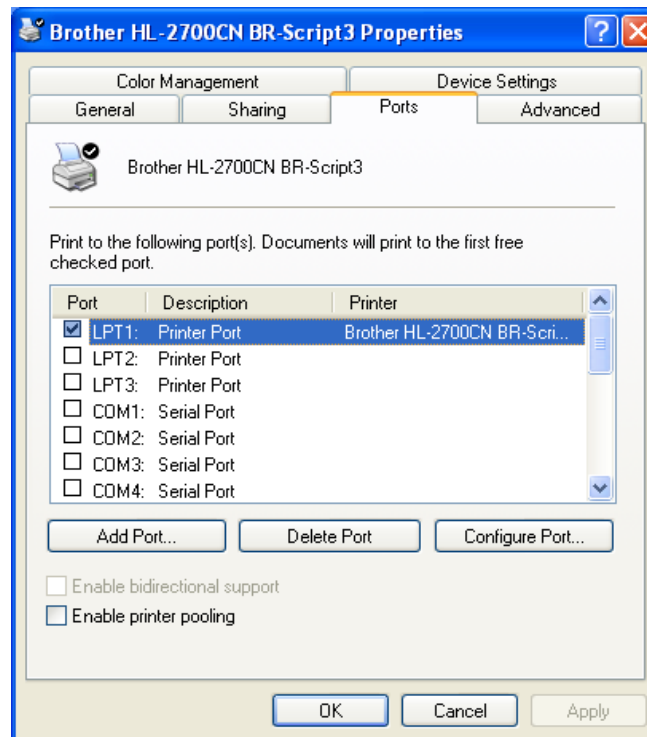 Brother HL-2700CN BR-Script3 Properties
Color Management Device Settings
General Sharing Ports Advanced
Brother HL-2700CN BR-Script3
Print to the following port(s). Documents will print to the first free
checked port.
Port Description Printer
LPT1: Printer Port Brother HL-2700CN BR-Scri...
LPT2: Printer Port
LPT3: Printer Port
COM1: Serial Port
COM2: Serial Port
COM3: Serial Port
COM4: Serial Port
Add Port... Delete Port Configure Port...
Enable bidirectional support
Enable printer pooling
OK Cancel Apply